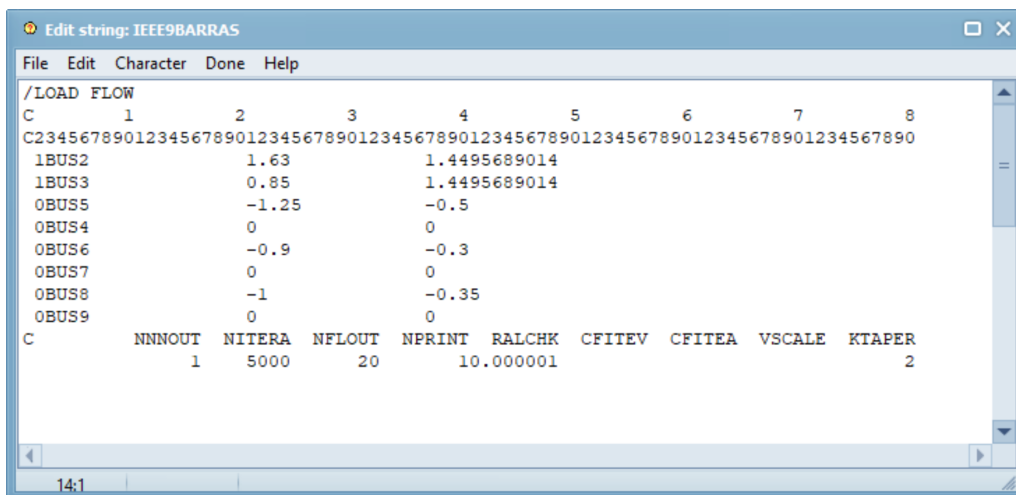 Edit string: IEEE9BARRAS
File Edit Character Done Help
/LOAD FLOW
C        1         2         3         4         5         6         7         8
C2345678901234567890123456789012345678901234567890123456789012345678901234567890
 1BUS2              1.63            1.4495689014
 1BUS3              0.85            1.4495689014
 0BUS5              -1.25           -0.5
 0BUS4              0               0
 0BUS6              -0.9            -0.3
 0BUS7              0               0
 0BUS8              -1              -0.35
 0BUS9              0               0
C         NNNOUT  NITERA  NFLOUT  NPRINT  RALCHK  CFITEV  CFITEA  VSCALE  KTAPER
               1    5000      20       10.000001                               2
14:1